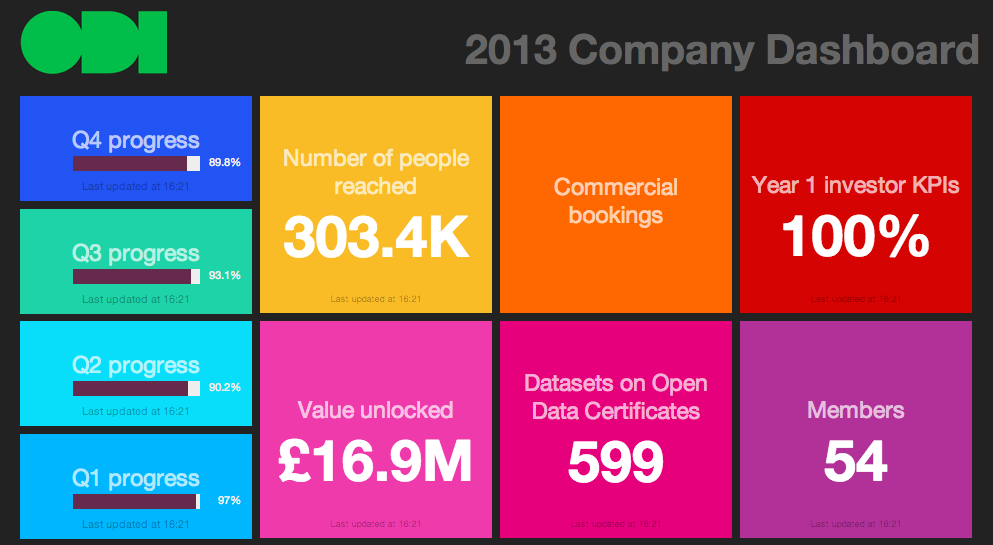 ODI
2013 Company Dashboard
Q4 progress
89.8%
Last updated at 16:21
Q3 progress
93.1%
Last updated at 16:21
Q2 progress
90.2%
Last updated at 16:21
Q1 progress
97%
Last updated at 16:21
Number of people
reached
303.4K
Last updated at 16:21
Commercial
bookings
Year 1 investor KPIs
100%
Last updated at 16:21
Value unlocked
£16.9M
Last updated at 16:21
Datasets on Open
Data Certificates
599
Last updated at 16:21
Members
54
Last updated at 16:21